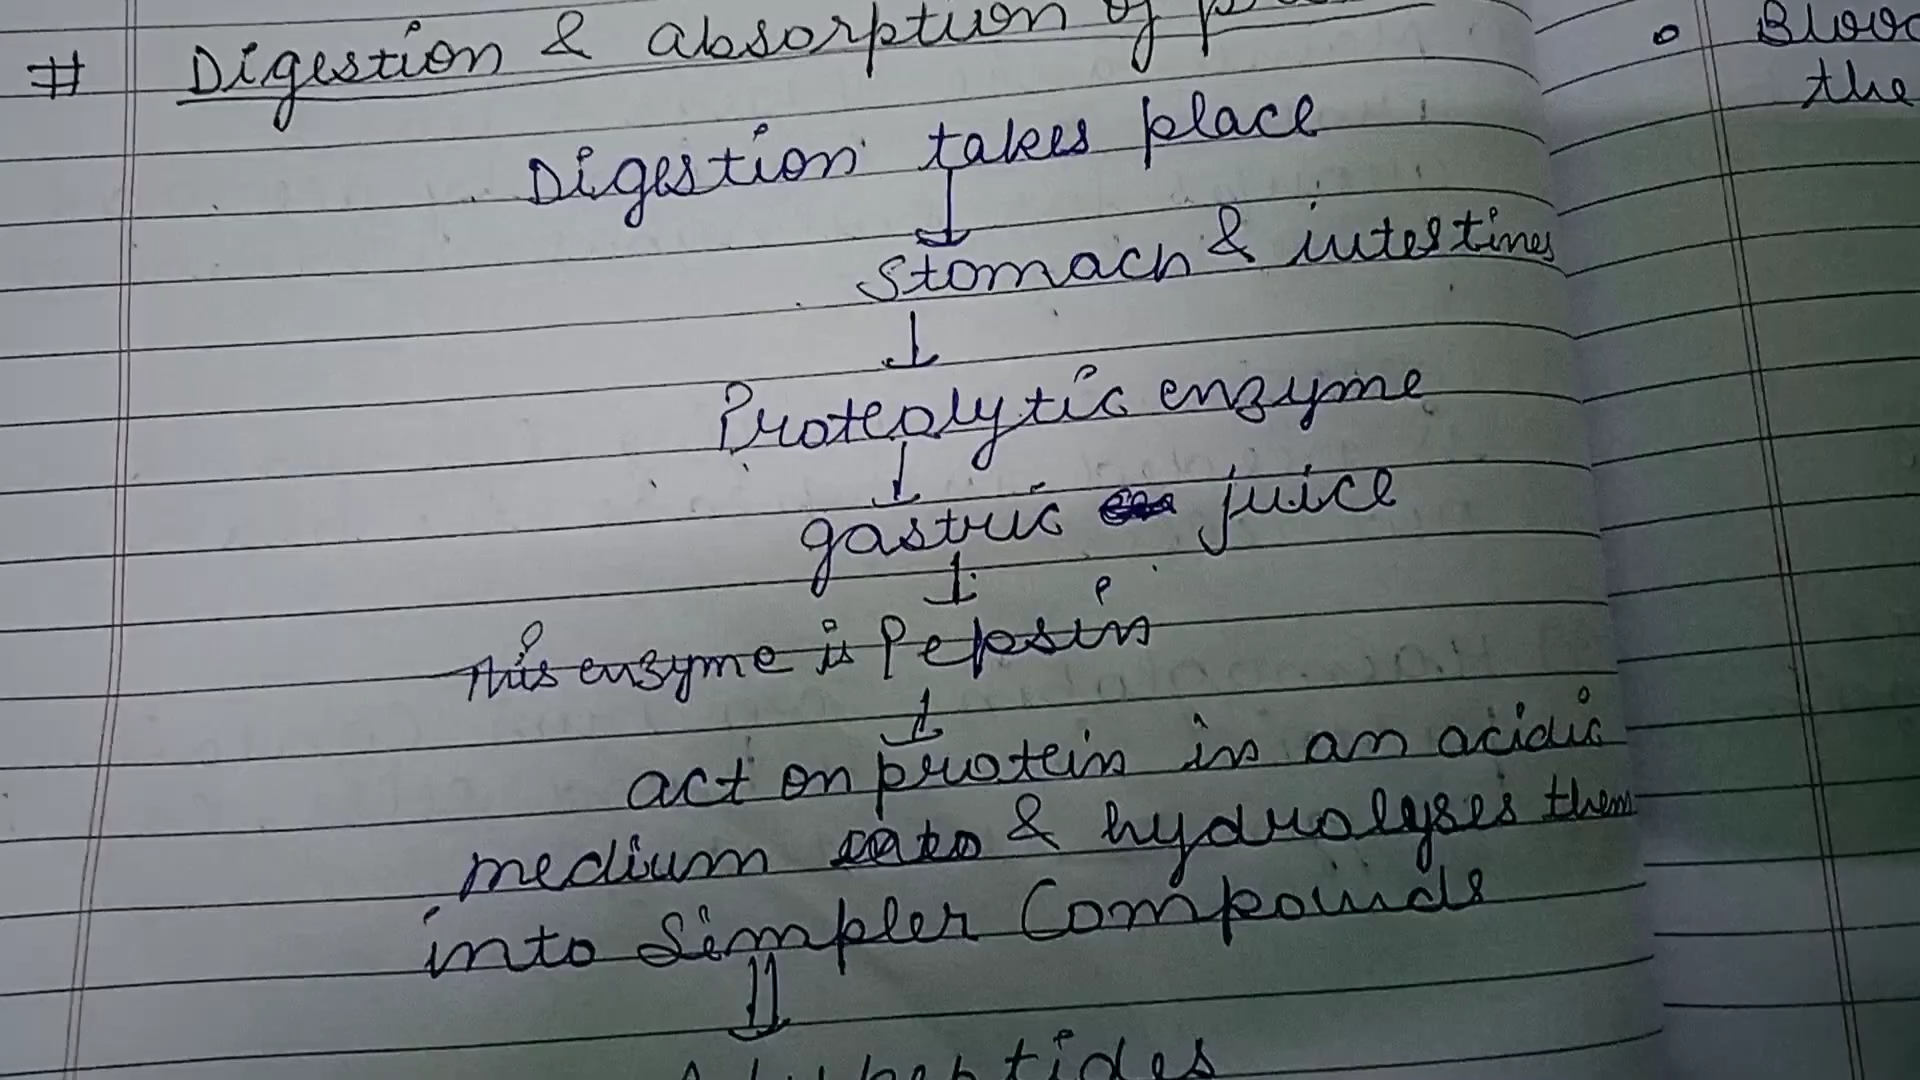 # Digestion & absorption of
Digestion takes place
↓
Stomach & intestines
↓
Proteolytic enzyme
↓
gastric juice
↓
This enzyme is Pepsin
↓
act on protein in an acidic
medium & hydrolyses them
into Simpler Compounds
⇓
Blood
the